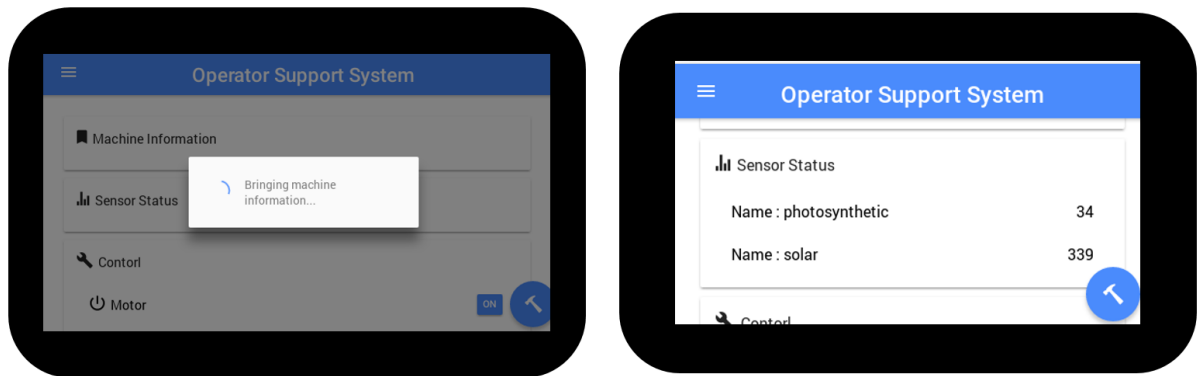 Operator Support System
Machine Information
Bringing machine
information...
Sensor Status
Contorl
Motor
ON
Operator Support System
Sensor Status
Name : photosynthetic 34
Name : solar 339
Contorl